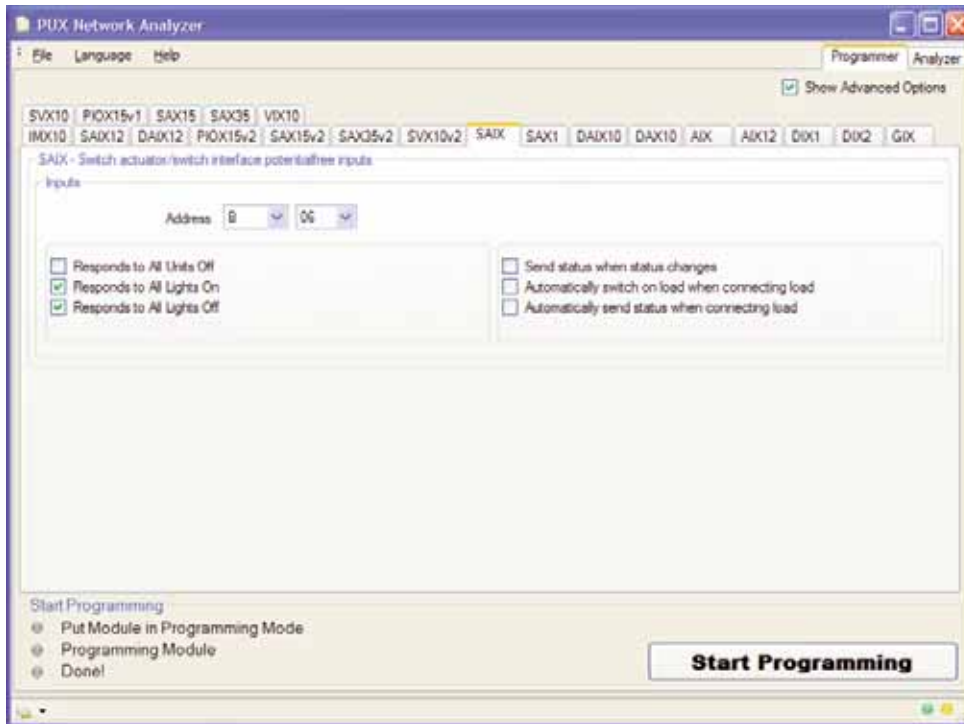 PUX Network Analyzer
File Language Help Programmer Analyzer
Show Advanced Options
SVX10 PIOX15v1 SAX15 SAX35 VIX10
IMX10 SAIX12 DAIX12 PIOX15v2 SAX15v2 SAX35v2 SVX10v2 SAIX SAX1 DAIX10 DAX10 AIX AIX12 DIX1 DIX2 GIX
SAIX - Switch actuator/switch interface potentialfree inputs
Inputs
Address 06
Responds to All Units Off
Responds to All Lights On
Responds to All Lights Off
Send status when status changes
Automatically switch on load when connecting load
Automatically send status when connecting load
Start Programming
Put Module in Programming Mode
Programming Module
Done!
Start Programming